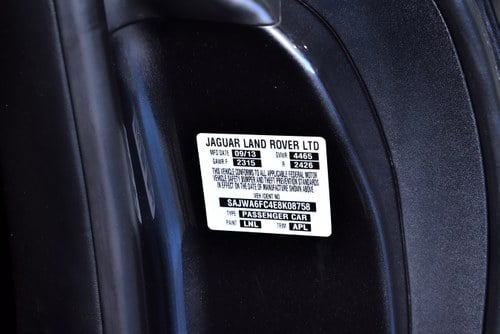 JAGUAR LAND ROVER LTD
MFG DATE 09/13 GVWR 4465
GAWR F 2315 R 2426
THIS VEHICLE CONFORMS TO ALL APPLICABLE FEDERAL MOTOR
VEHICLE SAFETY BUMPER AND THEFT PREVENTION STANDARDS
IN EFFECT ON THE DATE OF MANUFACTURE SHOWN ABOVE
VEH IDENT NO
SAJWA6FC4E8K08758
TYPE PASSENGER CAR
PAINT LNL TRIM APL